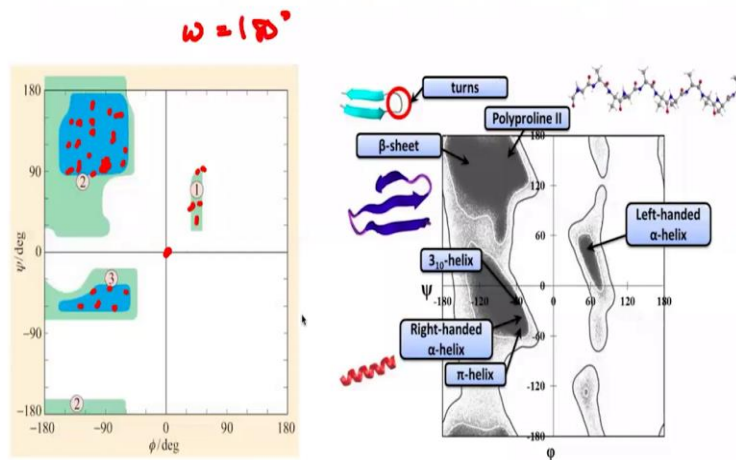 ω = 180°
180
90
0
-90
-180
ψ/deg
-180
-90
0
90
180
ϕ/deg
2
1
3
2
turns
Polyproline II
β-sheet
Left-handed α-helix
3₁₀-helix
Right-handed α-helix
π-helix
180
120
60
0
-60
-120
-180
Ψ
-180
-120
-60
0
60
120
180
φ